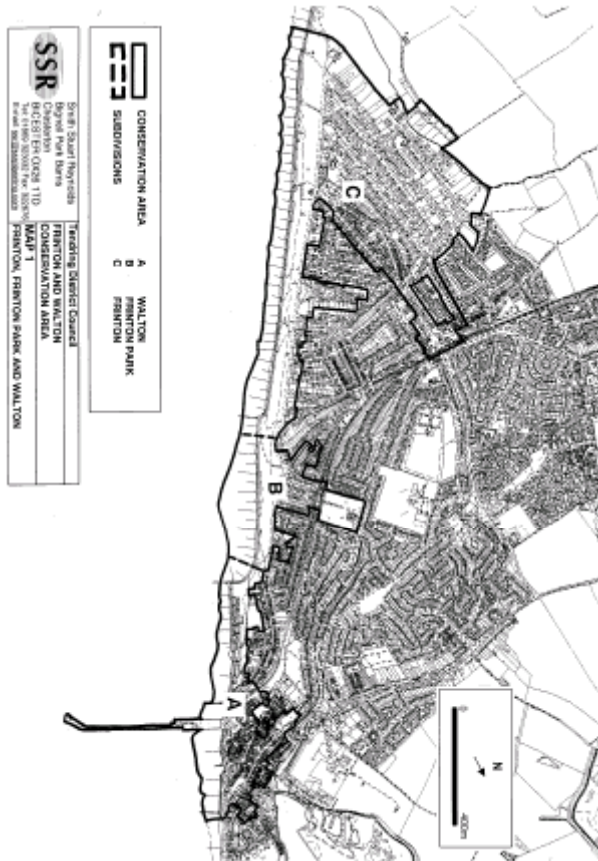 CONSERVATION AREA
SUBDIVISIONS
A WALTON
B FRINTON PARK
C FRINTON
SSR
Smith Stuart Reynolds
Bignell Park Barns
Chesterton
BICESTER OX26 1TD
Tendring District Council
FRINTON AND WALTON
CONSERVATION AREA
MAP 1
FRINTON, FRINTON PARK AND WALTON
C
B
A
N
0
400m